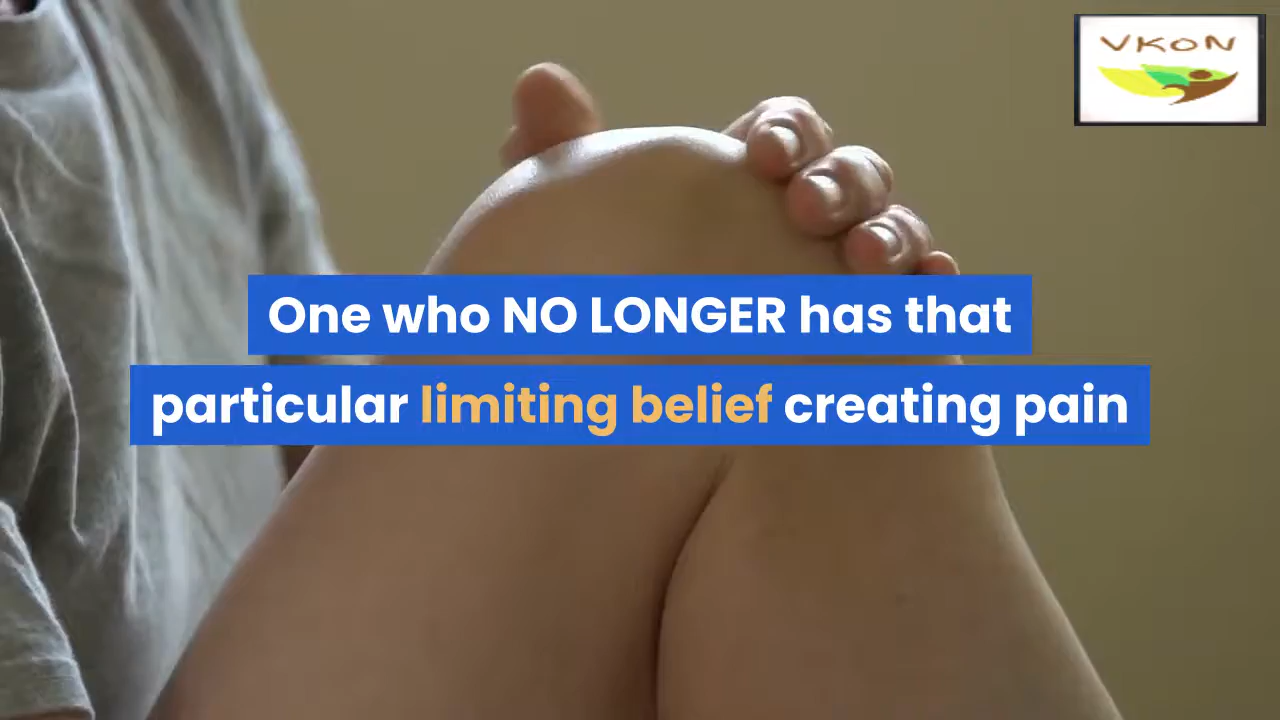 VKON
One who NO LONGER has that
particular limiting belief creating pain